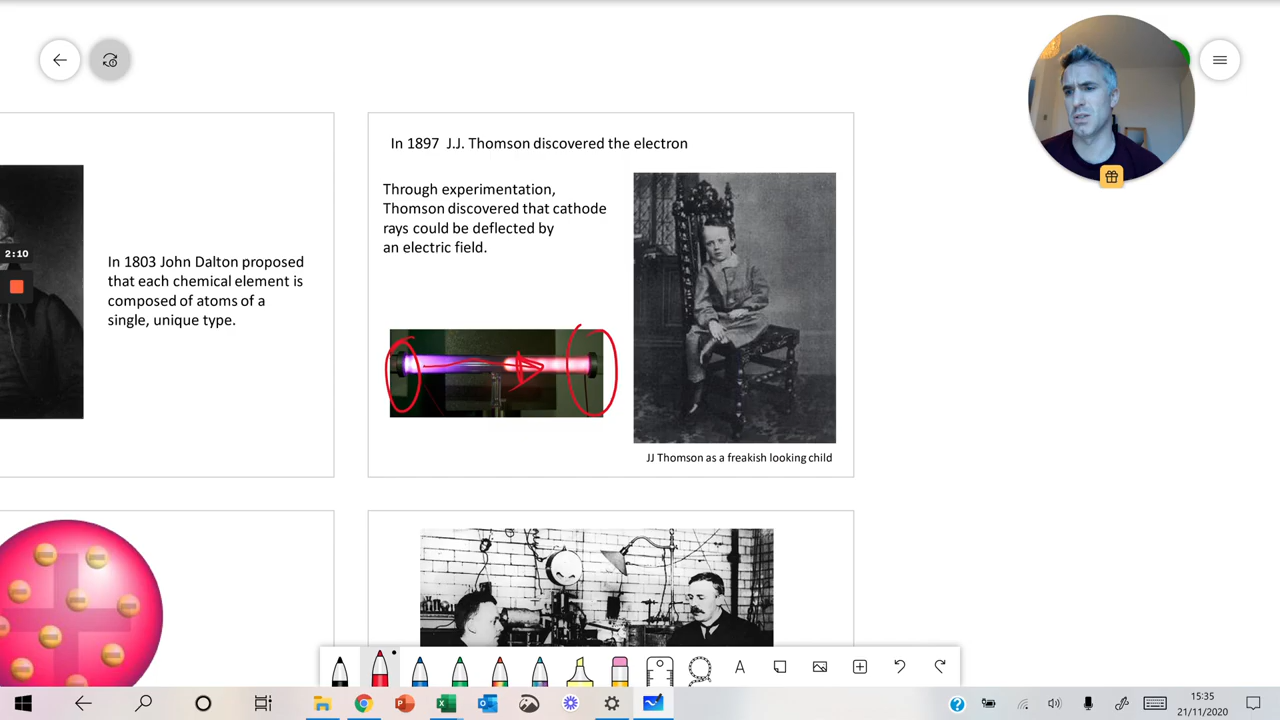 In 1897  J.J. Thomson discovered the electron
Through experimentation,
Thomson discovered that cathode
rays could be deflected by
an electric field.
2:10
In 1803 John Dalton proposed
that each chemical element is
composed of atoms of a
single, unique type.
JJ Thomson as a freakish looking child
A
15:35
21/11/2020